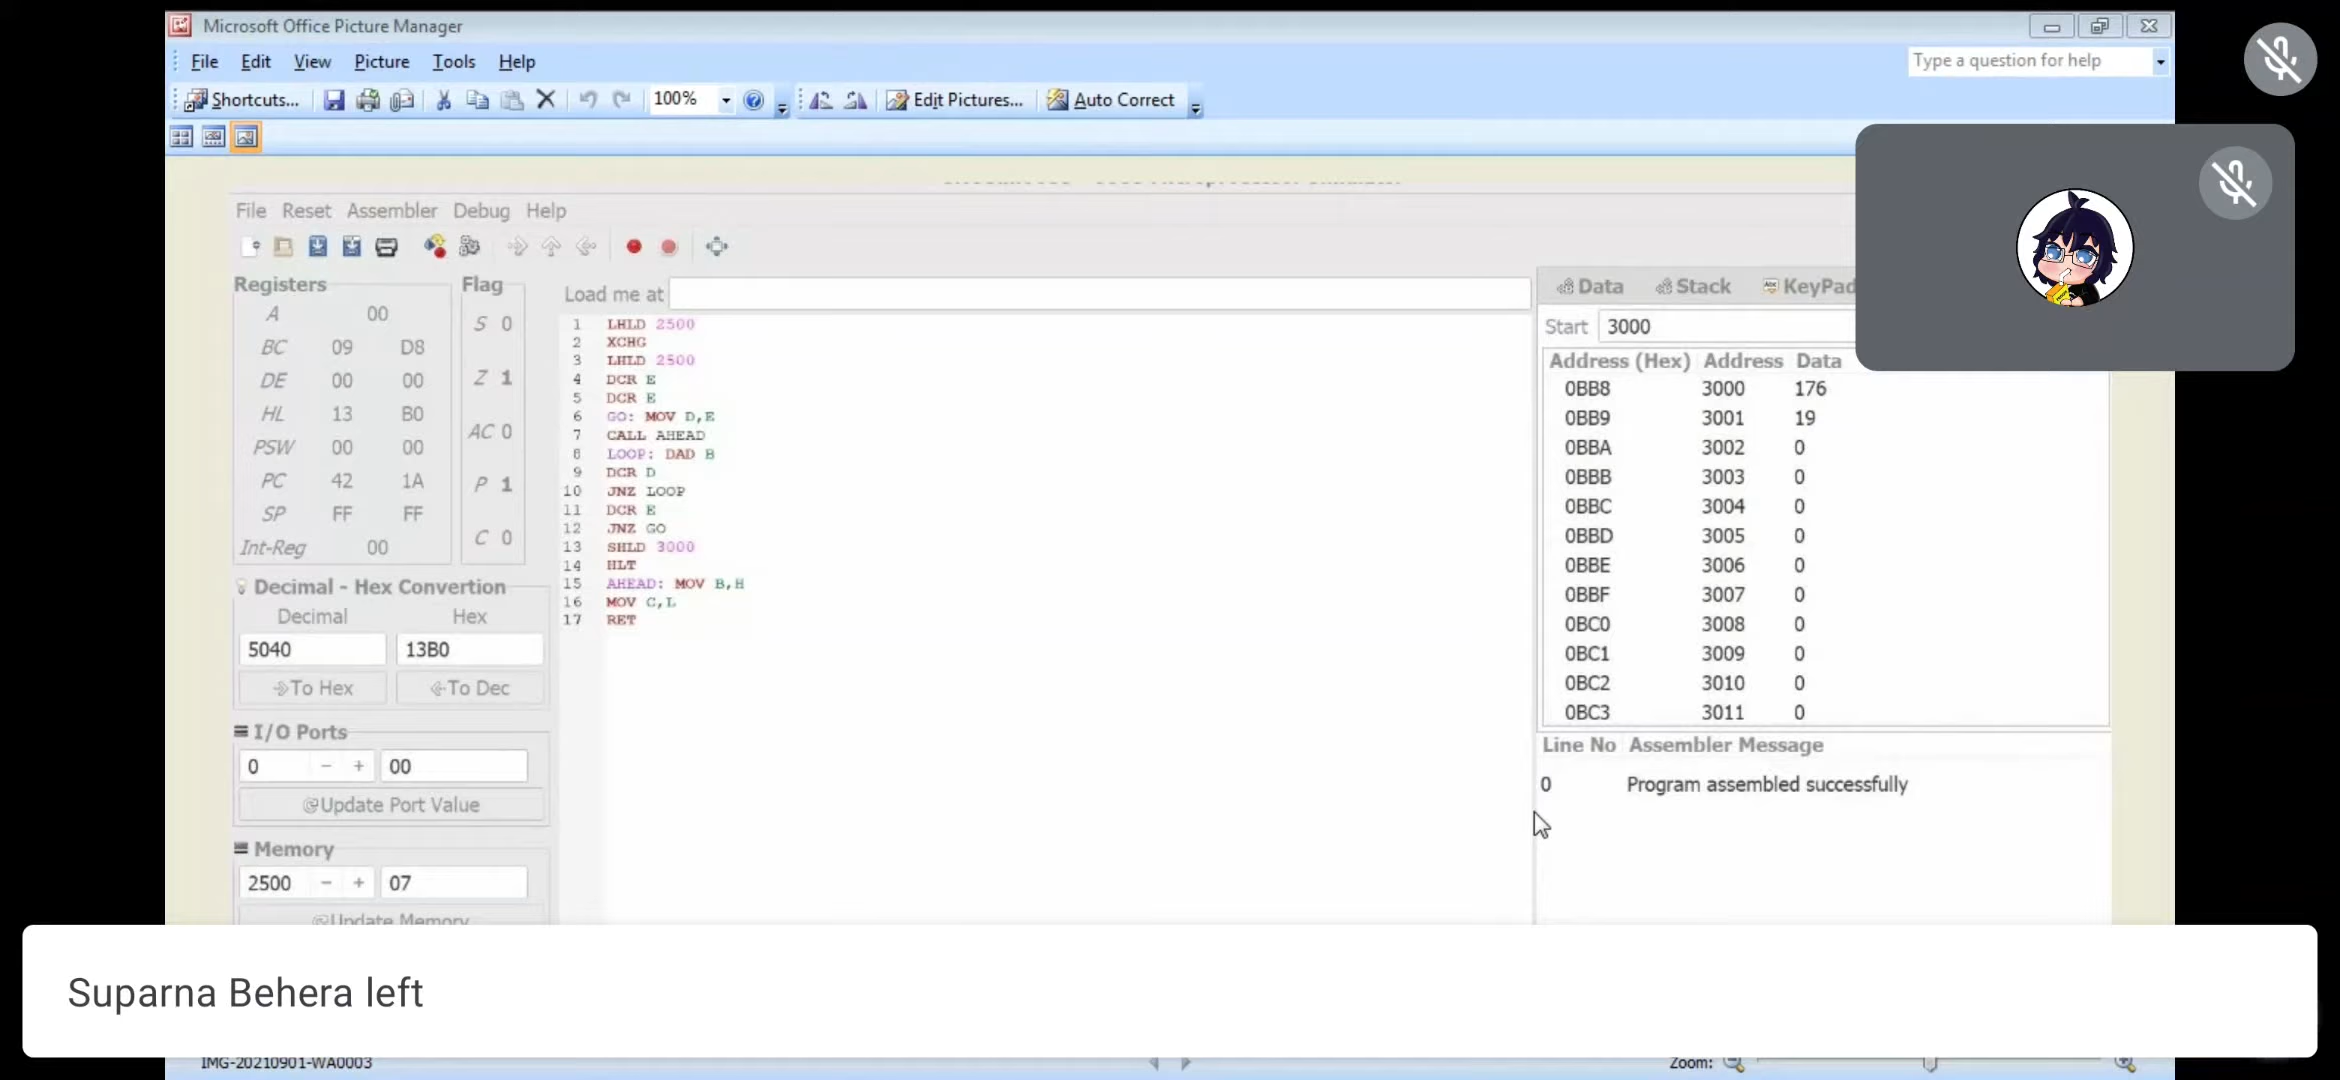 Microsoft Office Picture Manager
File Edit View Picture Tools Help
Type a question for help
Shortcuts... 100% Edit Pictures... Auto Correct
File Reset Assembler Debug Help
Registers
A 00
BC 09 D8
DE 00 00
HL 13 B0
PSW 00 00
PC 42 1A
SP FF FF
Int-Reg 00
Flag
S 0
Z 1
AC 0
P 1
C 0
Decimal - Hex Convertion
Decimal Hex
5040 13B0
To Hex To Dec
I/O Ports
0 - + 00
Update Port Value
Memory
2500 - + 07
Update Memory
Load me at
1 LHLD 2500
2 XCHG
3 LHLD 2500
4 DCR E
5 DCR E
6 GO: MOV D,E
7 CALL AHEAD
8 LOOP: DAD B
9 DCR D
10 JNZ LOOP
11 DCR E
12 JNZ GO
13 SHLD 3000
14 HLT
15 AHEAD: MOV B,H
16 MOV C,L
17 RET
Data Stack KeyPad
Start 3000
Address (Hex) Address Data
0BB8 3000 176
0BB9 3001 19
0BBA 3002 0
0BBB 3003 0
0BBC 3004 0
0BBD 3005 0
0BBE 3006 0
0BBF 3007 0
0BC0 3008 0
0BC1 3009 0
0BC2 3010 0
0BC3 3011 0
Line No Assembler Message
0 Program assembled successfully
Suparna Behera left
IMG-20210901-WA0003
Zoom: